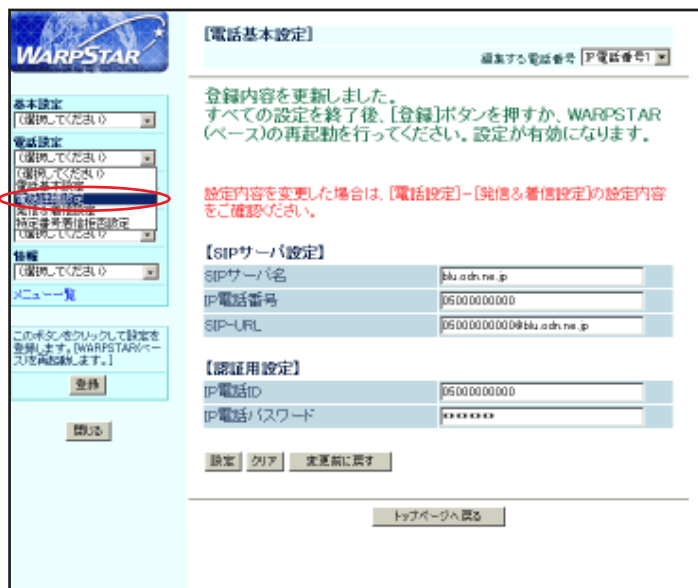 WARPSTAR
基本設定
(選択してください)
電話設定
(選択してください)
(選択してください)
電話基本設定
電話詳細設定
発信&着信設定
特定番号着信拒否設定
(選択してください)
情報
(選択してください)
メニュー一覧
このボタンをクリックして設定を
登録します。[WARPSTAR(ベー
ス)を再起動します。]
登録
閉じる
[電話基本設定]
編集する電話番号 IP電話番号1
登録内容を更新しました。
すべての設定を終了後、[登録]ボタンを押すか、WARPSTAR
(ベース)の再起動を行ってください。設定が有効になります。
設定内容を変更した場合は、[電話設定]-[発信&着信設定]の設定内容
をご確認ください。
【SIPサーバ設定】
SIPサーバ名 blu.odn.ne.jp
IP電話番号 05000000000
SIP-URL 05000000000@blu.odn.ne.jp
【認証用設定】
IP電話ID 05000000000
IP電話パスワード
設定 クリア 変更前に戻す
トップページへ戻る